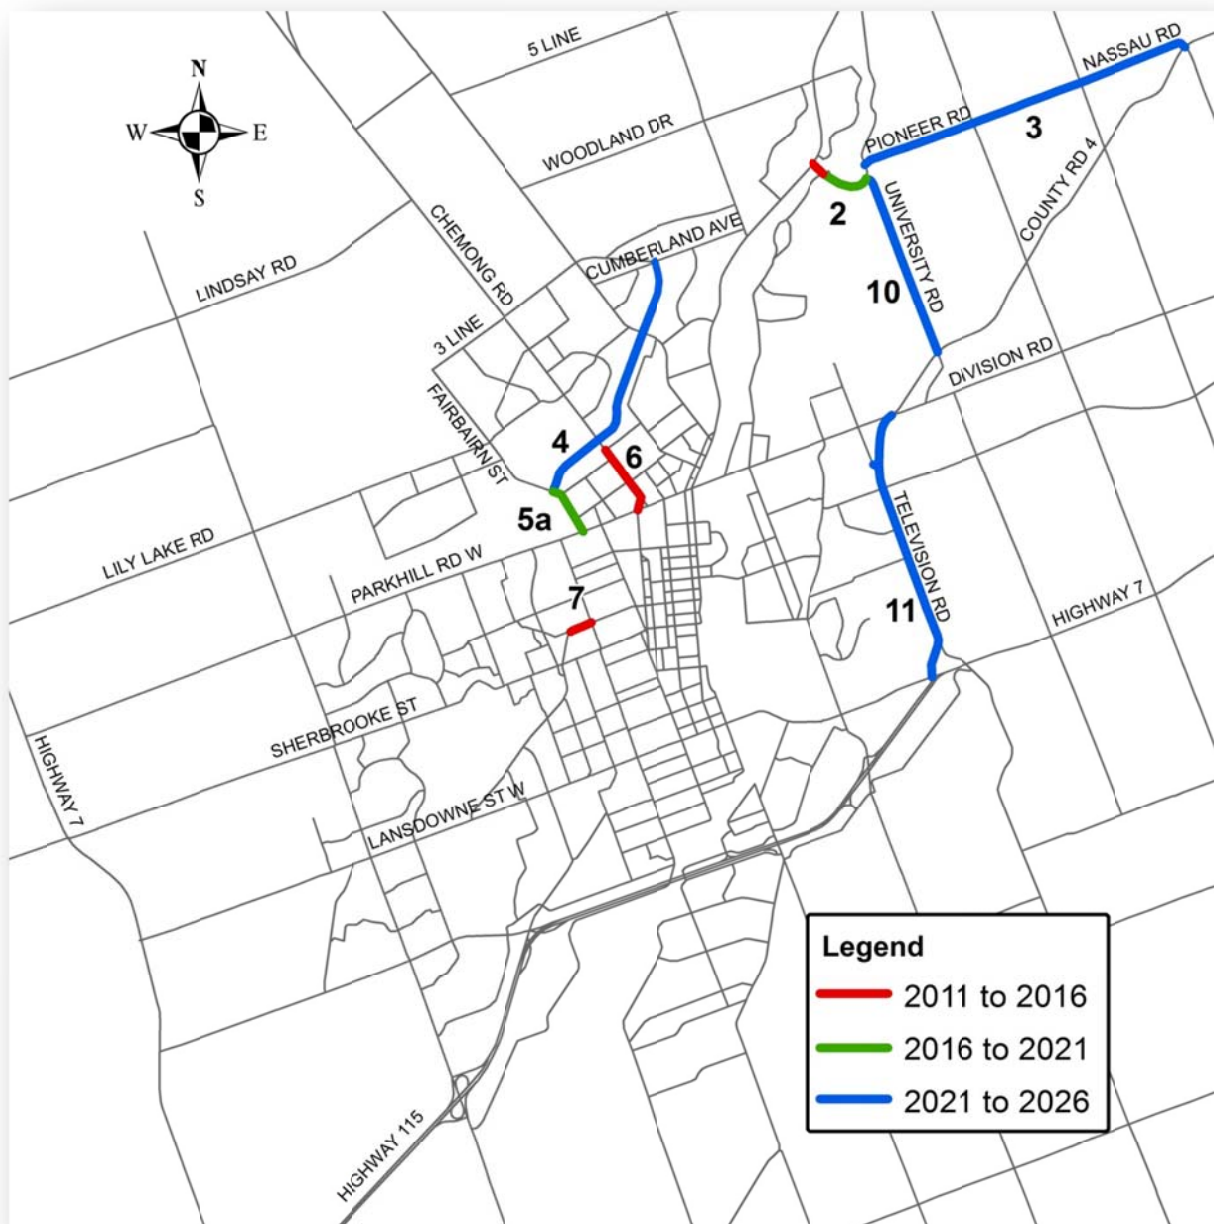 5 LINE
NASSAU RD
N
W
E
S
WOODLAND DR
PIONEER RD
3
COUNTY RD 4
2
UNIVERSITY RD
CHEMONG RD
CUMBERLAND AVE
LINDSAY RD
10
3 LINE
DIVISION RD
FAIRBAIRN ST
4
6
5a
TELEVISION RD
LILY LAKE RD
PARKHILL RD W
7
11
HIGHWAY 7
SHERBROOKE ST
HIGHWAY 7
LANSDOWNE ST W
Legend
2011 to 2016
2016 to 2021
2021 to 2026
HIGHWAY 115